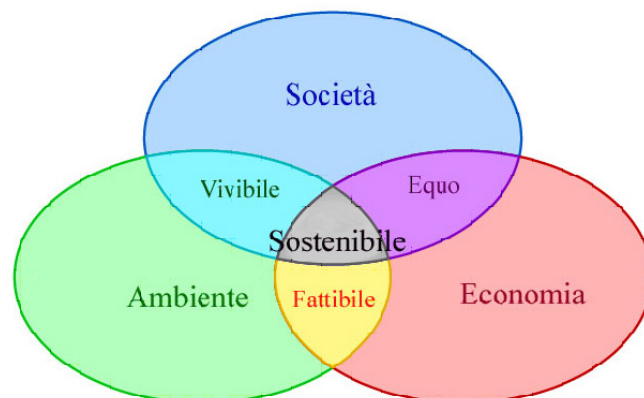 Società
Vivibile
Equo
Sostenibile
Ambiente
Fattibile
Economia